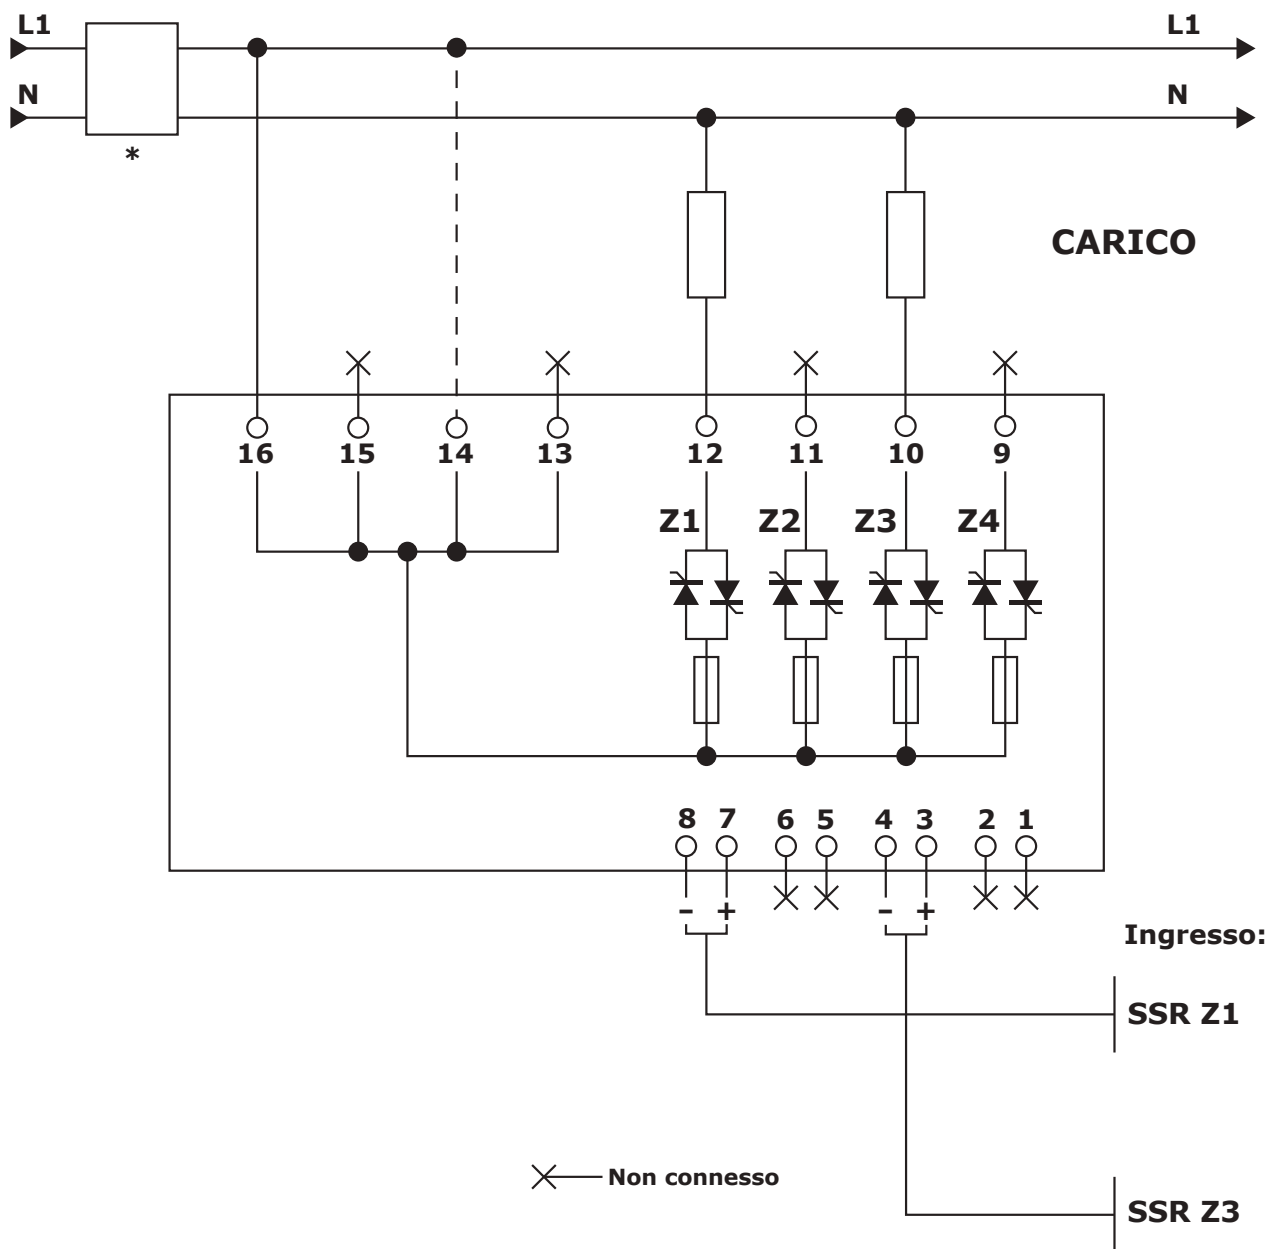 L1 L1
N N
*
CARICO
16 15 14 13 12 11 10 9
Z1 Z2 Z3 Z4
8 7 6 5 4 3 2 1
- + - +
Ingresso:
SSR Z1
Non connesso
SSR Z3